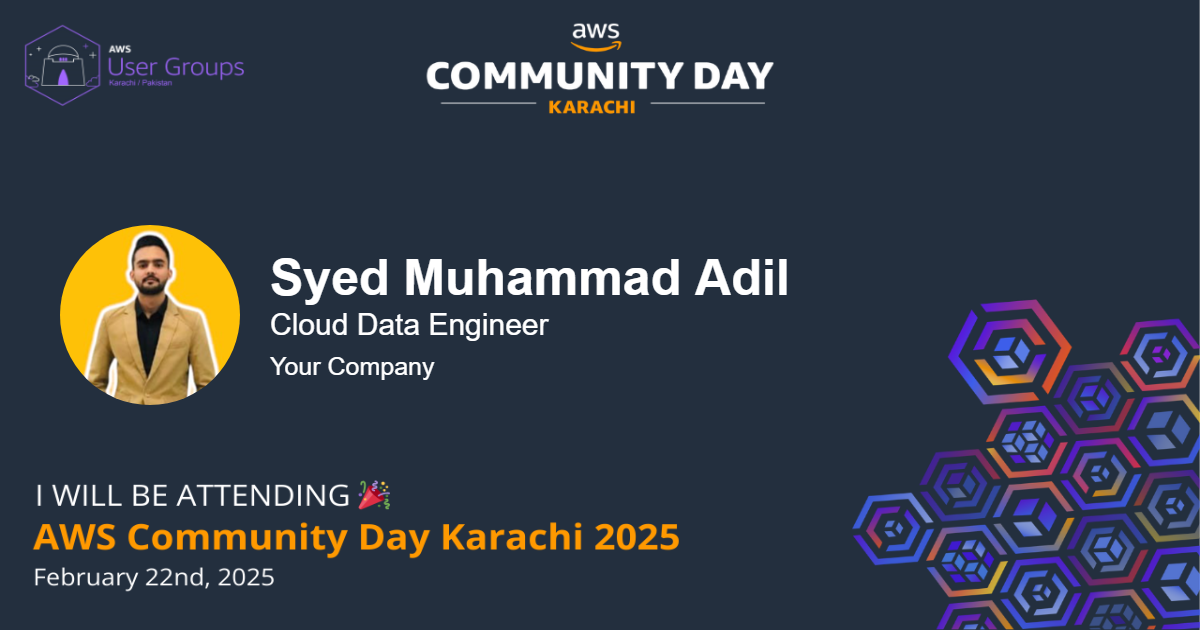 AWS
User Groups
Karachi / Pakistan
aws
COMMUNITY DAY
KARACHI
Syed Muhammad Adil
Cloud Data Engineer
Your Company
I WILL BE ATTENDING 🎉
AWS Community Day Karachi 2025
February 22nd, 2025